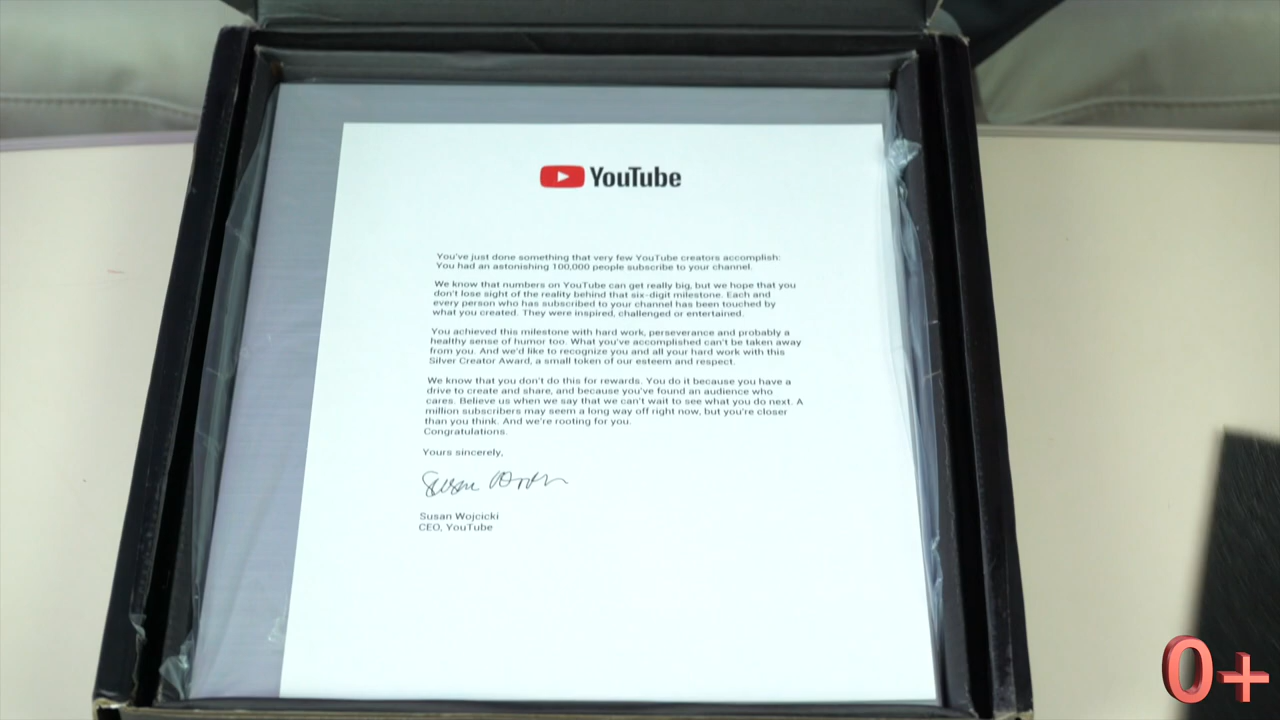 YouTube
You've just done something that very few YouTube creators accomplish:
You had an astonishing 100,000 people subscribe to your channel.
We know that numbers on YouTube can get really big, but we hope that you
don't lose sight of the reality behind that six-digit milestone. Each and
every person who has subscribed to your channel has been touched by
what you created. They were inspired, challenged or entertained.
You achieved this milestone with hard work, perseverance and probably a
healthy sense of humor too. What you've accomplished can't be taken away
from you. And we'd like to recognize you and all your hard work with this
Silver Creator Award, a small token of our esteem and respect.
We know that you don't do this for rewards. You do it because you have a
drive to create and share, and because you've found an audience who
cares. Believe us when we say that we can't wait to see what you do next. A
million subscribers may seem a long way off right now, but you're closer
than you think. And we're rooting for you.
Congratulations.
Yours sincerely,
Susan Wojcicki
CEO, YouTube
0+